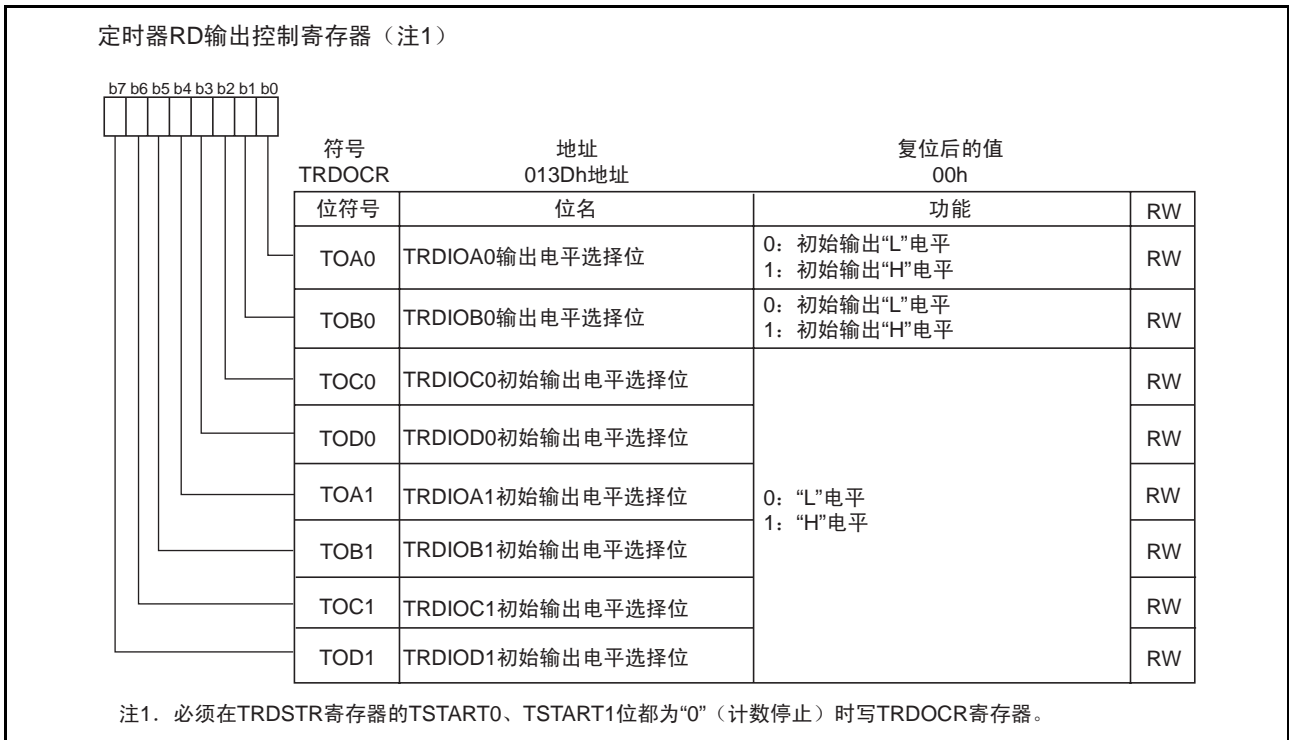 定时器RD输出控制寄存器（注1）
b7 b6 b5 b4 b3 b2 b1 b0
符号 地址 复位后的值
TRDOCR 013Dh地址 00h
位符号 位名 功能 RW
TOA0 TRDIOA0输出电平选择位 0：初始输出“L”电平 RW
1：初始输出“H”电平
TOB0 TRDIOB0输出电平选择位 0：初始输出“L”电平 RW
1：初始输出“H”电平
TOC0 TRDIOC0初始输出电平选择位 RW
TOD0 TRDIOD0初始输出电平选择位 RW
TOA1 TRDIOA1初始输出电平选择位 0：“L”电平 RW
1：“H”电平
TOB1 TRDIOB1初始输出电平选择位 RW
TOC1 TRDIOC1初始输出电平选择位 RW
TOD1 TRDIOD1初始输出电平选择位 RW
注1．必须在TRDSTR寄存器的TSTART0、TSTART1位都为“0”（计数停止）时写TRDOCR寄存器。